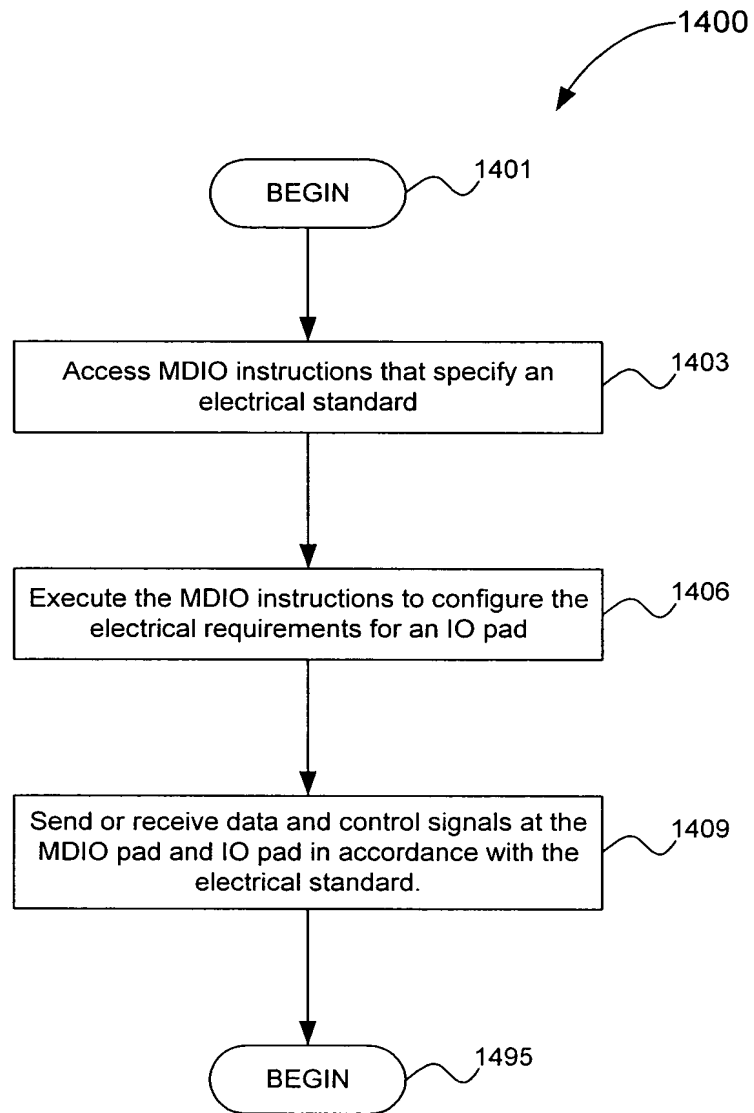 1400
BEGIN
1401
Access MDIO instructions that specify an
electrical standard
1403
Execute the MDIO instructions to configure the
electrical requirements for an IO pad
1406
Send or receive data and control signals at the
MDIO pad and IO pad in accordance with the
electrical standard.
1409
BEGIN
1495